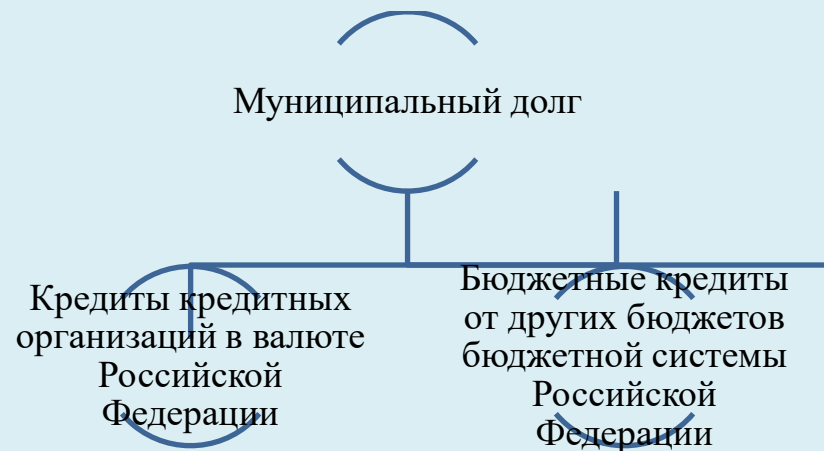 Муниципальный долг
Кредиты кредитных
организаций в валюте
Российской
Федерации
Бюджетные кредиты
от других бюджетов
бюджетной системы
Российской
Федерации